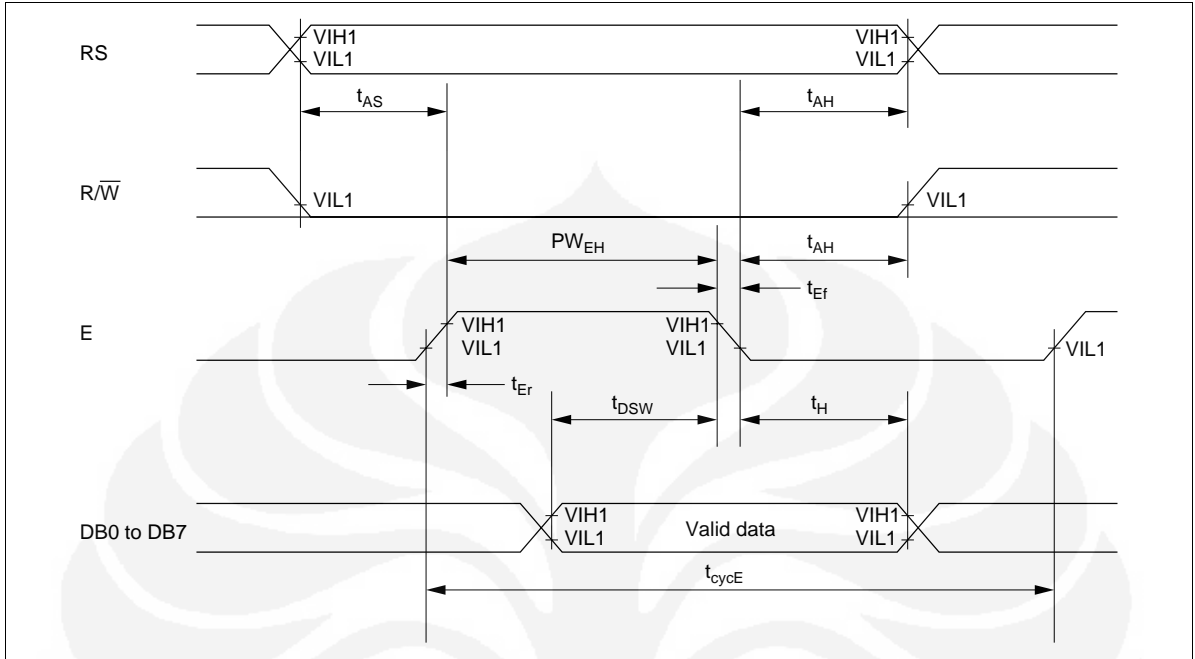 RS
VIH1
VIL1
VIH1
VIL1
tAS
tAH
R/W̅
VIL1
VIL1
PWEH
tAH
tEf
E
VIH1
VIL1
VIH1
VIL1
VIL1
tEr
tDSW
tH
DB0 to DB7
VIH1
VIL1
Valid data
VIH1
VIL1
tcycE